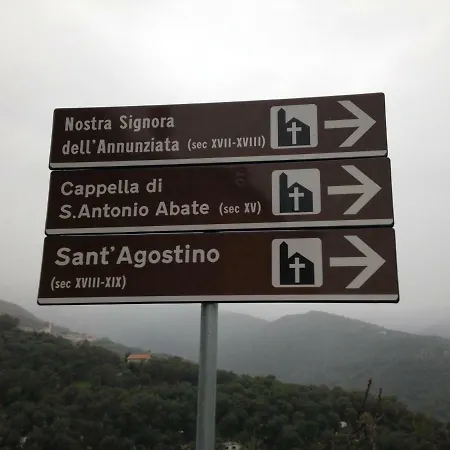 Nostra Signora
dell'Annunziata (sec XVII-XVIII)
Cappella di
S.Antonio Abate (sec XV)
Sant'Agostino
(sec XVIII-XIX)